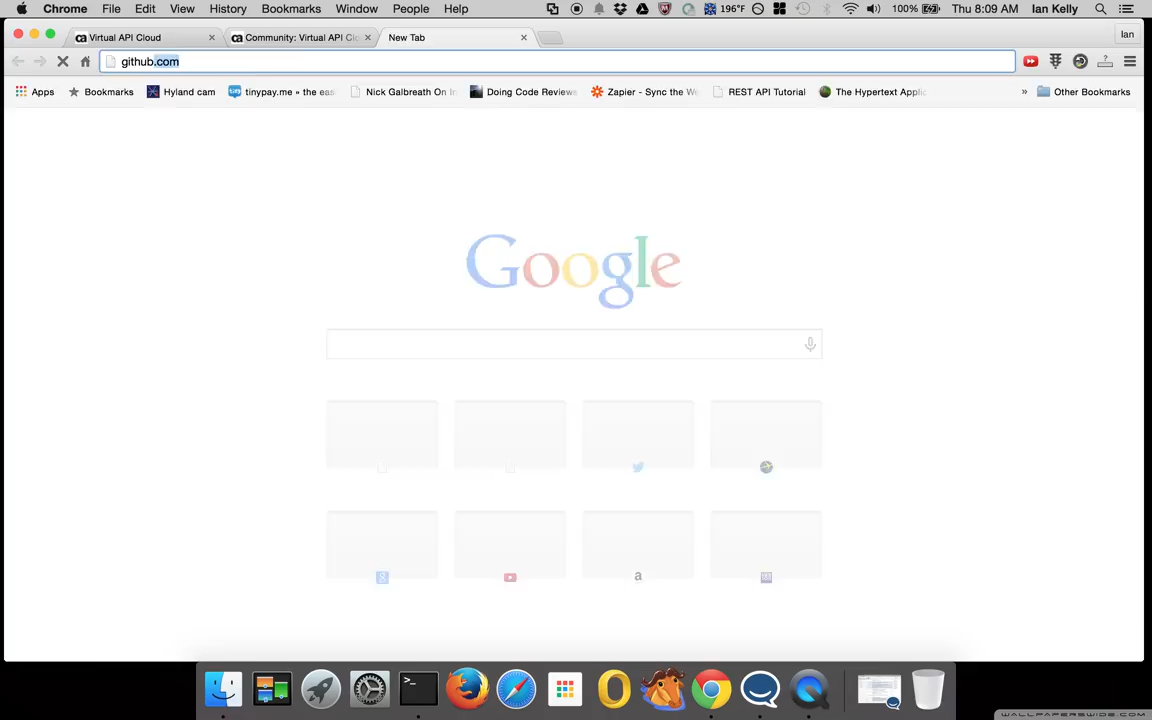 Chrome File Edit View History Bookmarks Window People Help 196°F 100% Thu 8:09 AM Ian Kelly
ca Virtual API Cloud ca Community: Virtual API Clo New Tab Ian
github.com
Apps Bookmarks Hyland cam tinypay.me « the eas Nick Galbreath On In Doing Code Reviews Zapier - Sync the We REST API Tutorial The Hypertext Applic » Other Bookmarks
Google
WALLPAPERSWIDE.COM